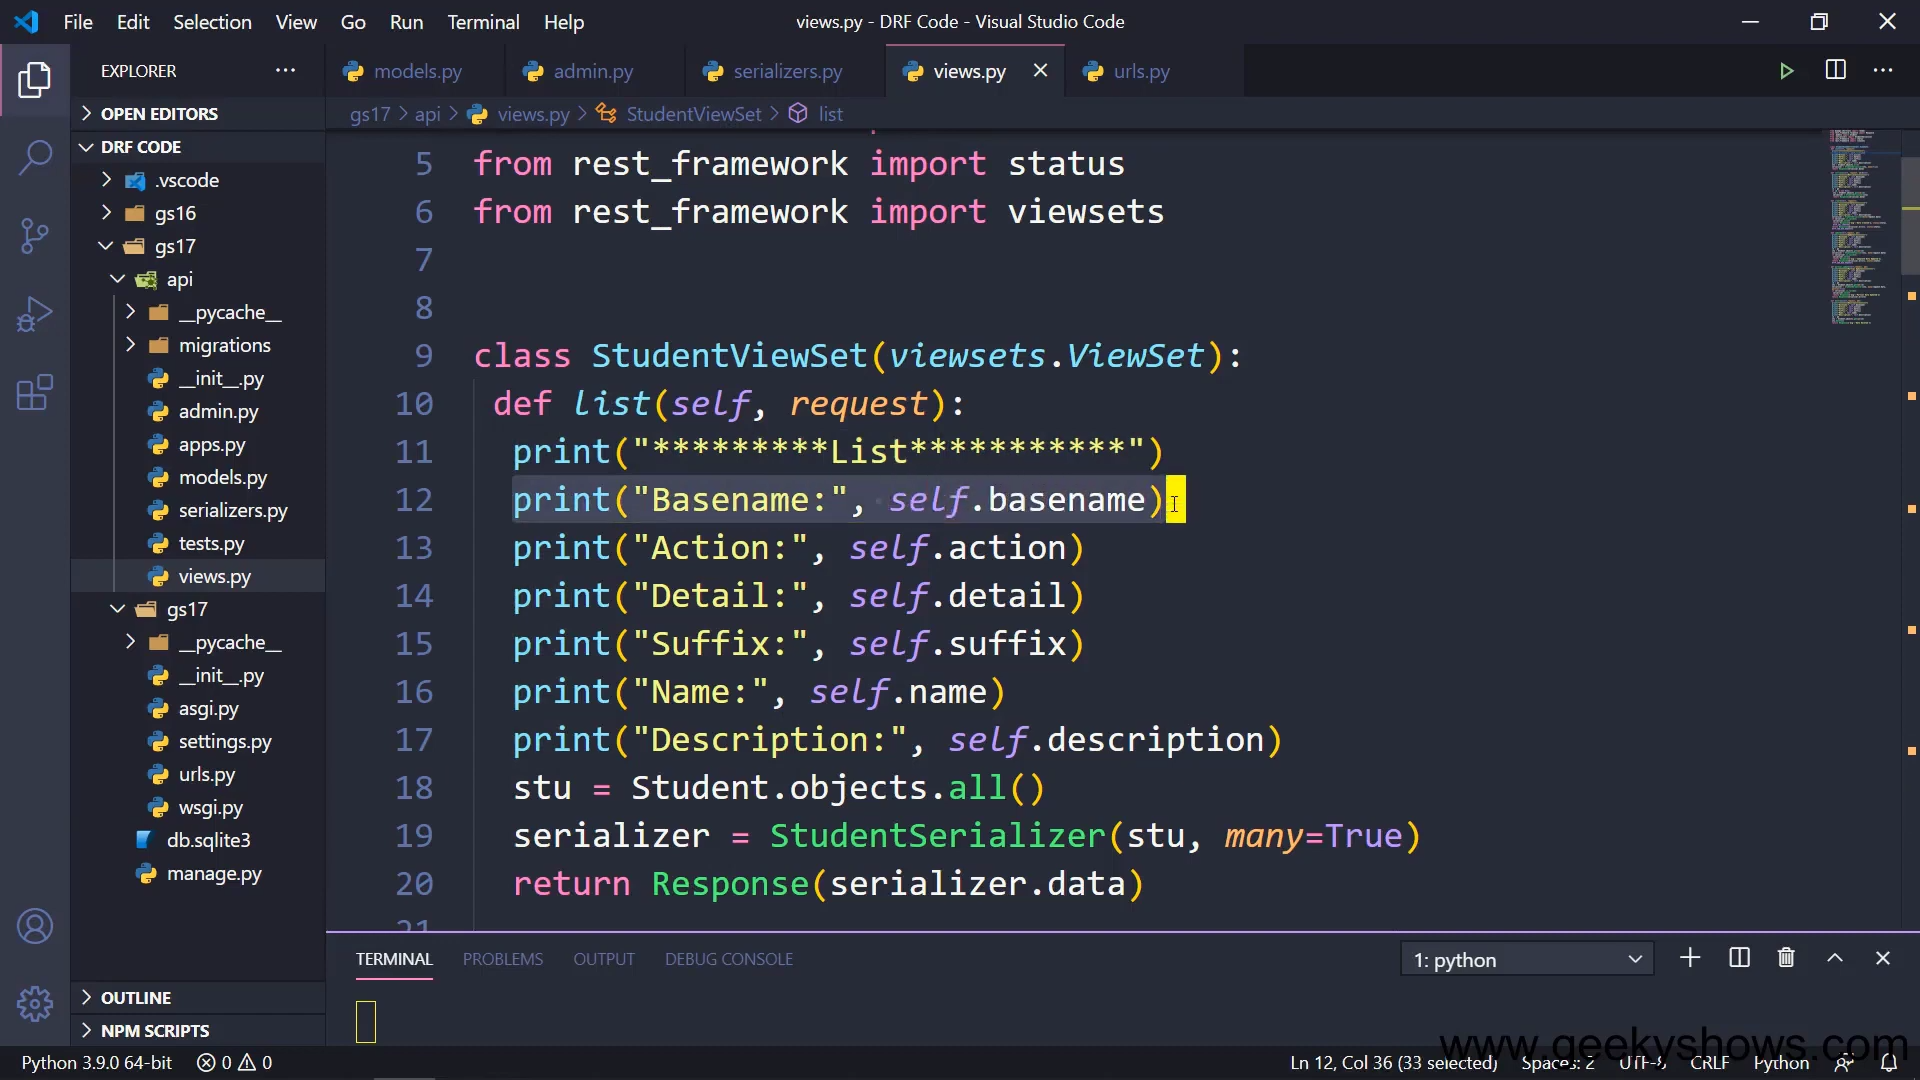 File Edit Selection View Go Run Terminal Help
views.py - DRF Code - Visual Studio Code
EXPLORER
models.py
admin.py
serializers.py
views.py
urls.py
gs17 > api > views.py > StudentViewSet > list
OPEN EDITORS
DRF CODE
.vscode
gs16
gs17
api
__pycache__
migrations
__init__.py
admin.py
apps.py
models.py
serializers.py
tests.py
views.py
gs17
__pycache__
__init__.py
asgi.py
settings.py
urls.py
wsgi.py
db.sqlite3
manage.py
OUTLINE
NPM SCRIPTS
5 from rest_framework import status
6 from rest_framework import viewsets
7
8
9 class StudentViewSet(viewsets.ViewSet):
10 def list(self, request):
11 print("*********List***********")
12 print("Basename:", self.basename)
13 print("Action:", self.action)
14 print("Detail:", self.detail)
15 print("Suffix:", self.suffix)
16 print("Name:", self.name)
17 print("Description:", self.description)
18 stu = Student.objects.all()
19 serializer = StudentSerializer(stu, many=True)
20 return Response(serializer.data)
21
TERMINAL PROBLEMS OUTPUT DEBUG CONSOLE
1: python
www.geekyshows.com
Python 3.9.0 64-bit 0 0
Ln 12, Col 36 (33 selected) Spaces: 2 UTF-8 CRLF Python